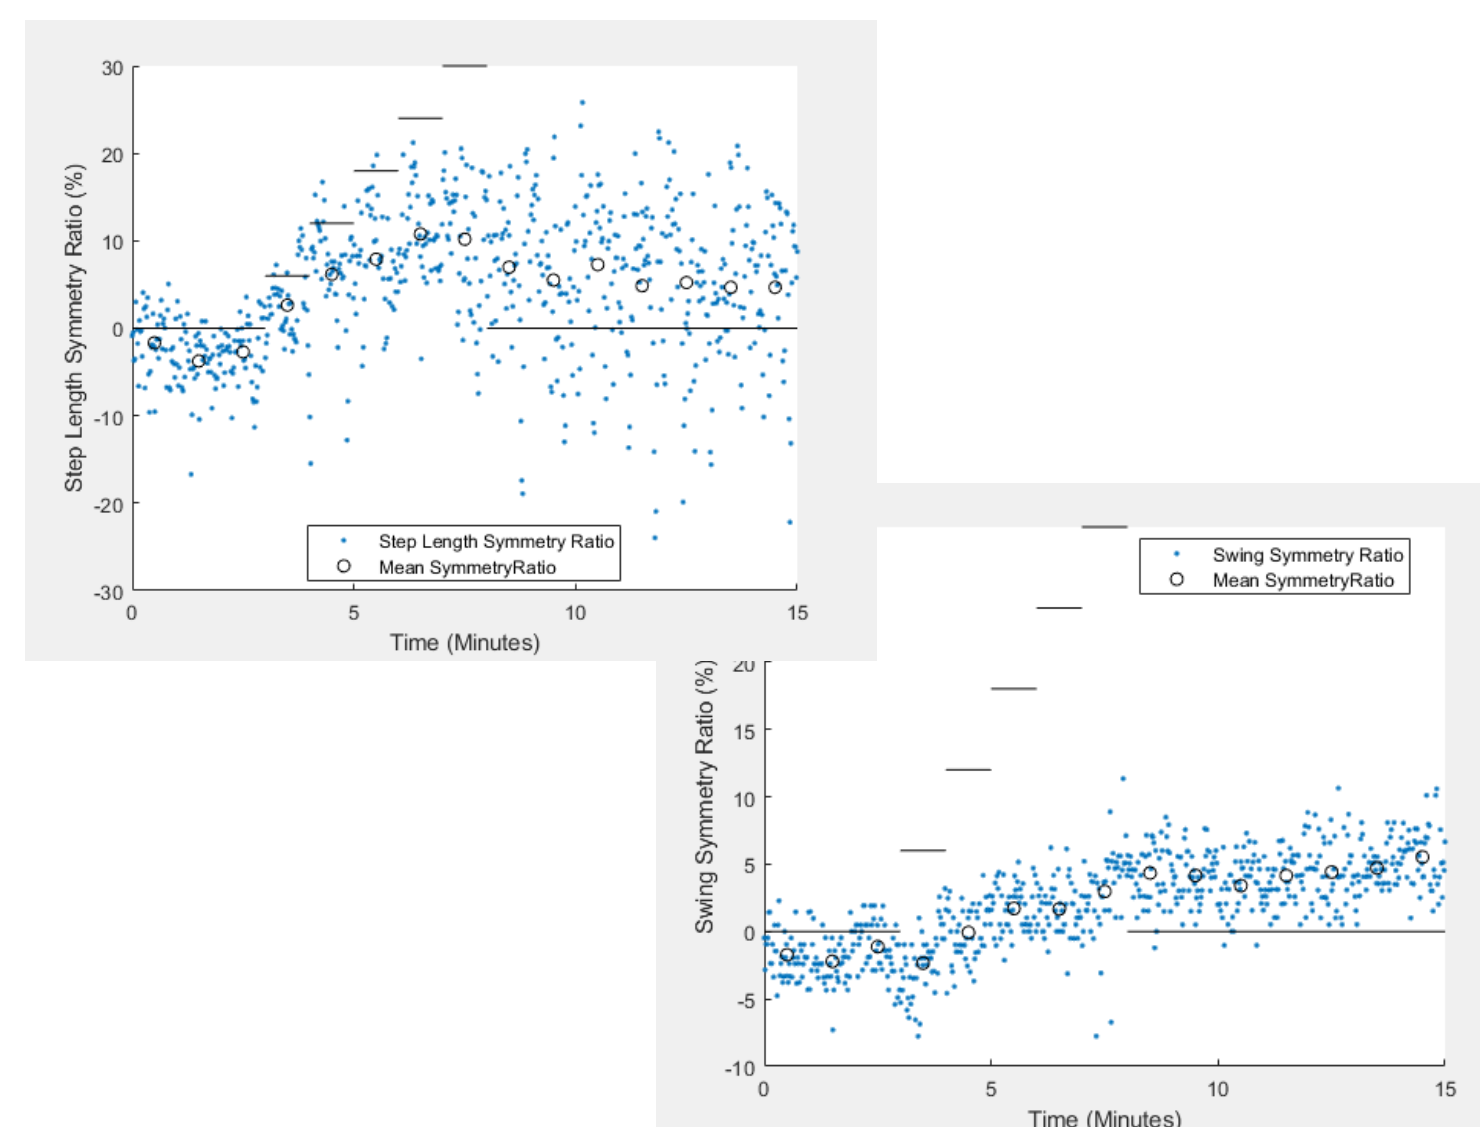 30
20
10
0
-10
-20
-30
Step Length Symmetry Ratio (%)
Step Length Symmetry Ratio
Mean SymmetryRatio
0 5 10 15
Time (Minutes)
Swing Symmetry Ratio
Mean SymmetryRatio
20
15
10
5
0
-5
-10
Swing Symmetry Ratio (%)
0 5 10 15
Time (Minutes)